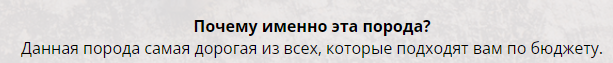 Почему именно эта порода?
Данная порода самая дорогая из всех, которые подходят вам по бюджету.